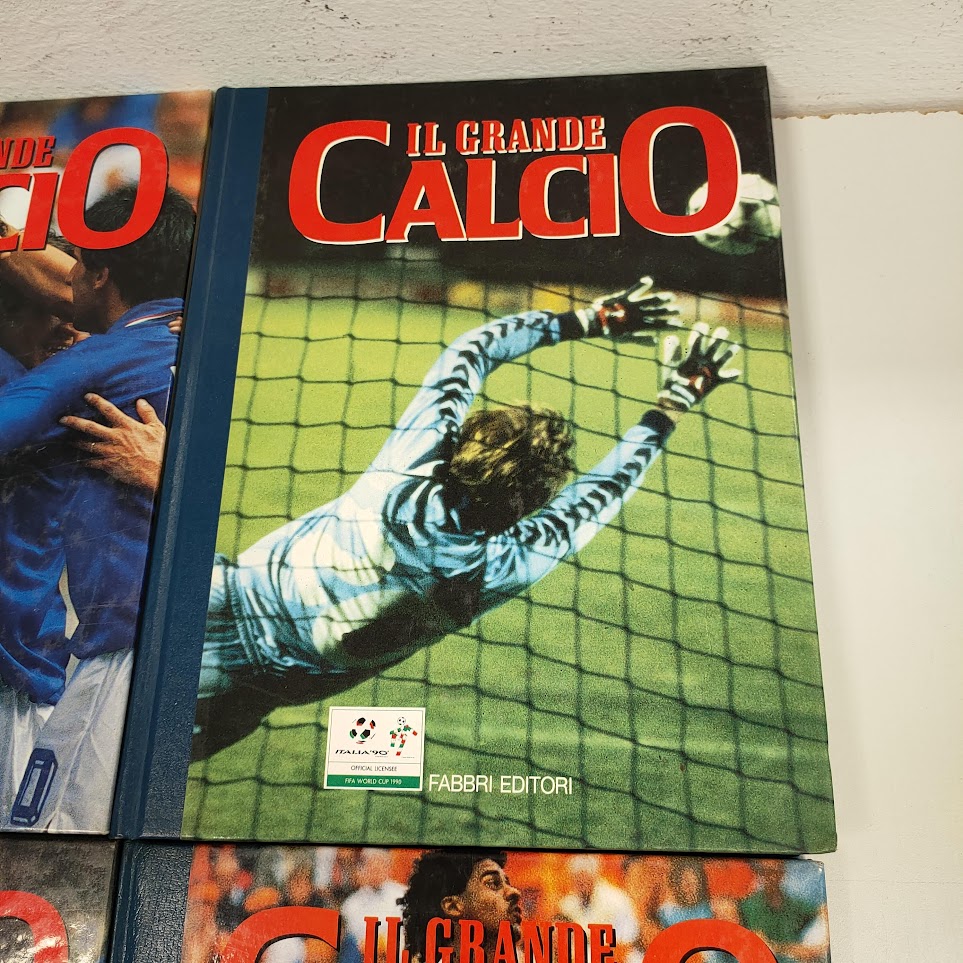 NDE
CIO
IL GRANDE
CALCIO
ITALIA'90
OFFICIAL LICENSEE
FIFA WORLD CUP 1990
FABBRI EDITORI
IL GRANDE